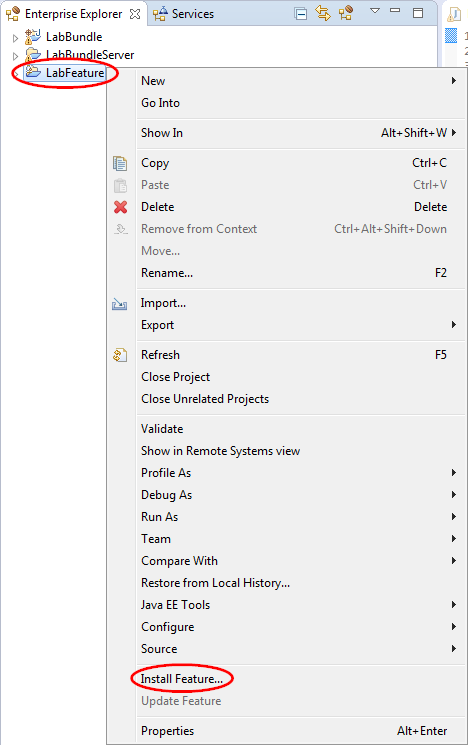 Enterprise Explorer Services
LabBundle
LabBundleServer
LabFeature
New
Go Into
Show In Alt+Shift+W
Copy Ctrl+C
Paste Ctrl+V
Delete Delete
Remove from Context Ctrl+Alt+Shift+Down
Move...
Rename... F2
Import...
Export
Refresh F5
Close Project
Close Unrelated Projects
Validate
Show in Remote Systems view
Profile As
Debug As
Run As
Team
Compare With
Restore from Local History...
Java EE Tools
Configure
Source
Install Feature...
Update Feature
Properties Alt+Enter